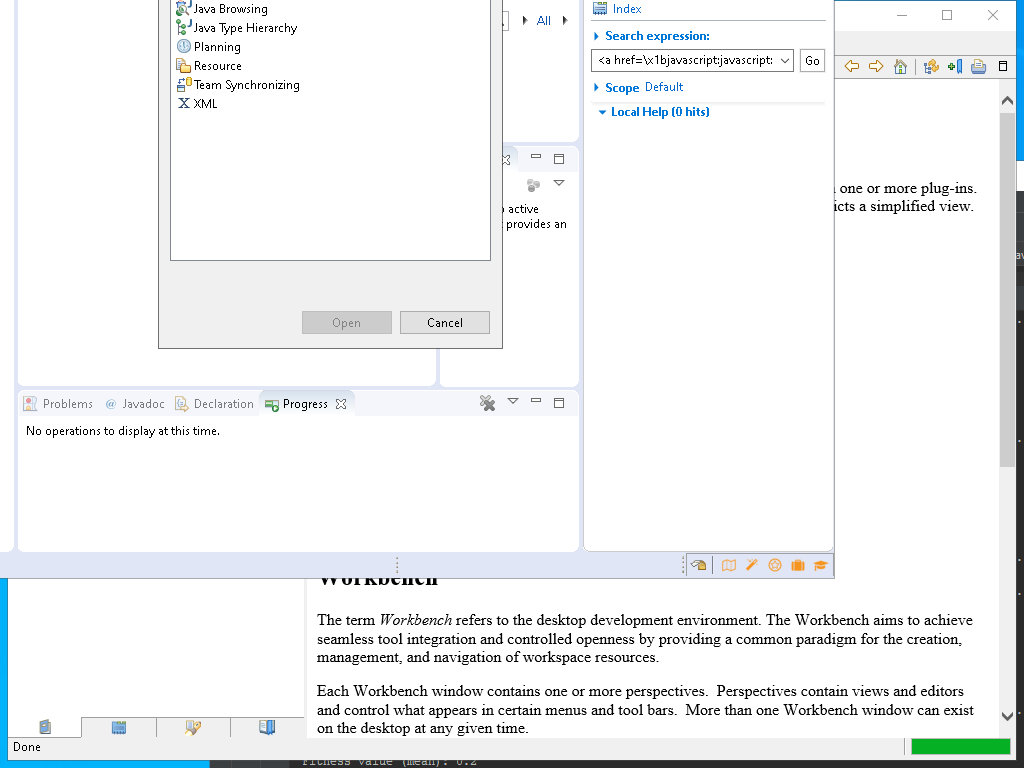 Java Browsing
Java Type Hierarchy
Planning
Resource
Team Synchronizing
XML
Open
Cancel
All
active
provides an
Index
Search expression:
<a href=\x1bjavascript:javascript:
Go
Scope Default
Local Help (0 hits)
one or more plug-ins.
icts a simplified view.
Problems
@ Javadoc
Declaration
Progress
No operations to display at this time.
Workbench
The term Workbench refers to the desktop development environment. The Workbench aims to achieve
seamless tool integration and controlled openness by providing a common paradigm for the creation,
management, and navigation of workspace resources.
Each Workbench window contains one or more perspectives.  Perspectives contain views and editors
and control what appears in certain menus and tool bars.  More than one Workbench window can exist
on the desktop at any given time.
Done
Fitness value (mean): 0.2